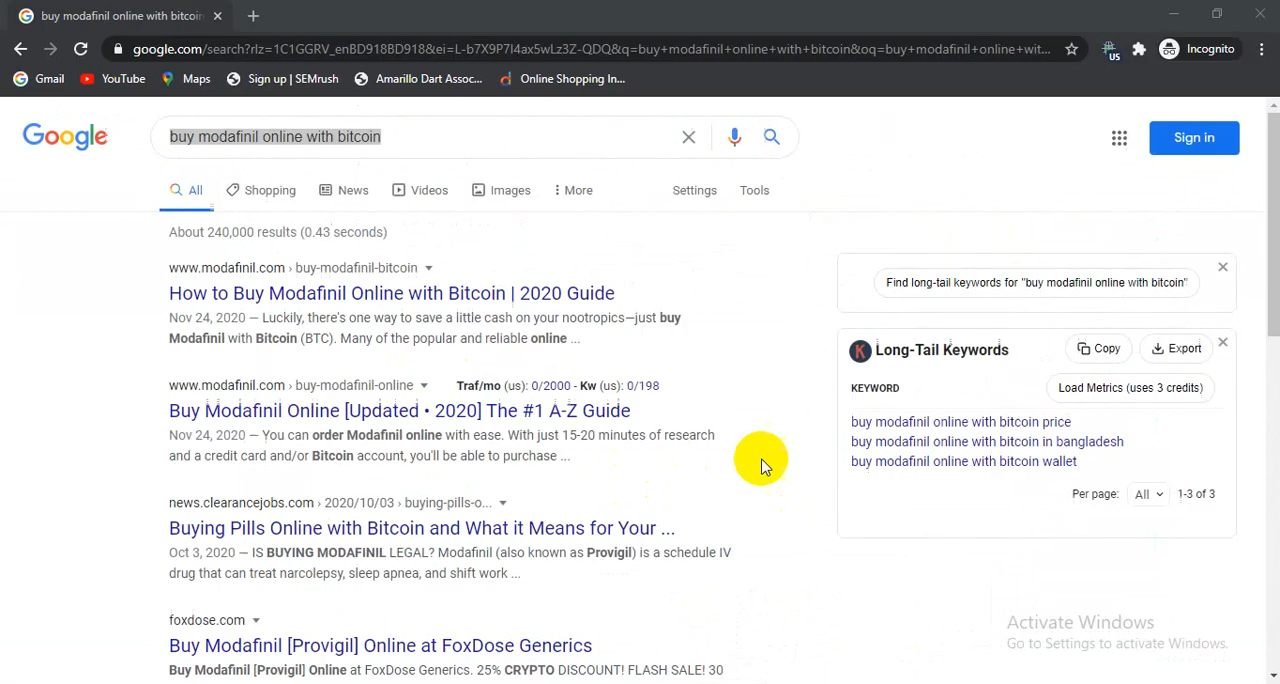 buy modafinil online with bitcoin
google.com/search?rlz=1C1GGRV_enBD918BD918&ei=L-b7X9P7I4ax5wLz3Z-QDQ&q=buy+modafinil+online+with+bitcoin&oq=buy+modafinil+online+wit...
US
Incognito
Gmail
YouTube
Maps
Sign up | SEMrush
Amarillo Dart Assoc...
Online Shopping In...
Google
buy modafinil online with bitcoin
Sign in
All
Shopping
News
Videos
Images
More
Settings
Tools
About 240,000 results (0.43 seconds)
www.modafinil.com › buy-modafinil-bitcoin
How to Buy Modafinil Online with Bitcoin | 2020 Guide
Nov 24, 2020 — Luckily, there's one way to save a little cash on your nootropics—just buy
Modafinil with Bitcoin (BTC). Many of the popular and reliable online ...
www.modafinil.com › buy-modafinil-online Traf/mo (us): 0/2000 - Kw (us): 0/198
Buy Modafinil Online [Updated • 2020] The #1 A-Z Guide
Nov 24, 2020 — You can order Modafinil online with ease. With just 15-20 minutes of research
and a credit card and/or Bitcoin account, you'll be able to purchase ...
news.clearancejobs.com › 2020/10/03 › buying-pills-o...
Buying Pills Online with Bitcoin and What it Means for Your ...
Oct 3, 2020 — IS BUYING MODAFINIL LEGAL? Modafinil (also known as Provigil) is a schedule IV
drug that can treat narcolepsy, sleep apnea, and shift work ...
foxdose.com
Buy Modafinil [Provigil] Online at FoxDose Generics
Buy Modafinil [Provigil] Online at FoxDose Generics. 25% CRYPTO DISCOUNT! FLASH SALE! 30
Find long-tail keywords for "buy modafinil online with bitcoin"
K Long-Tail Keywords
Copy
Export
KEYWORD
Load Metrics (uses 3 credits)
buy modafinil online with bitcoin price
buy modafinil online with bitcoin in bangladesh
buy modafinil online with bitcoin wallet
Per page: All 1-3 of 3
Activate Windows
Go to Settings to activate Windows.